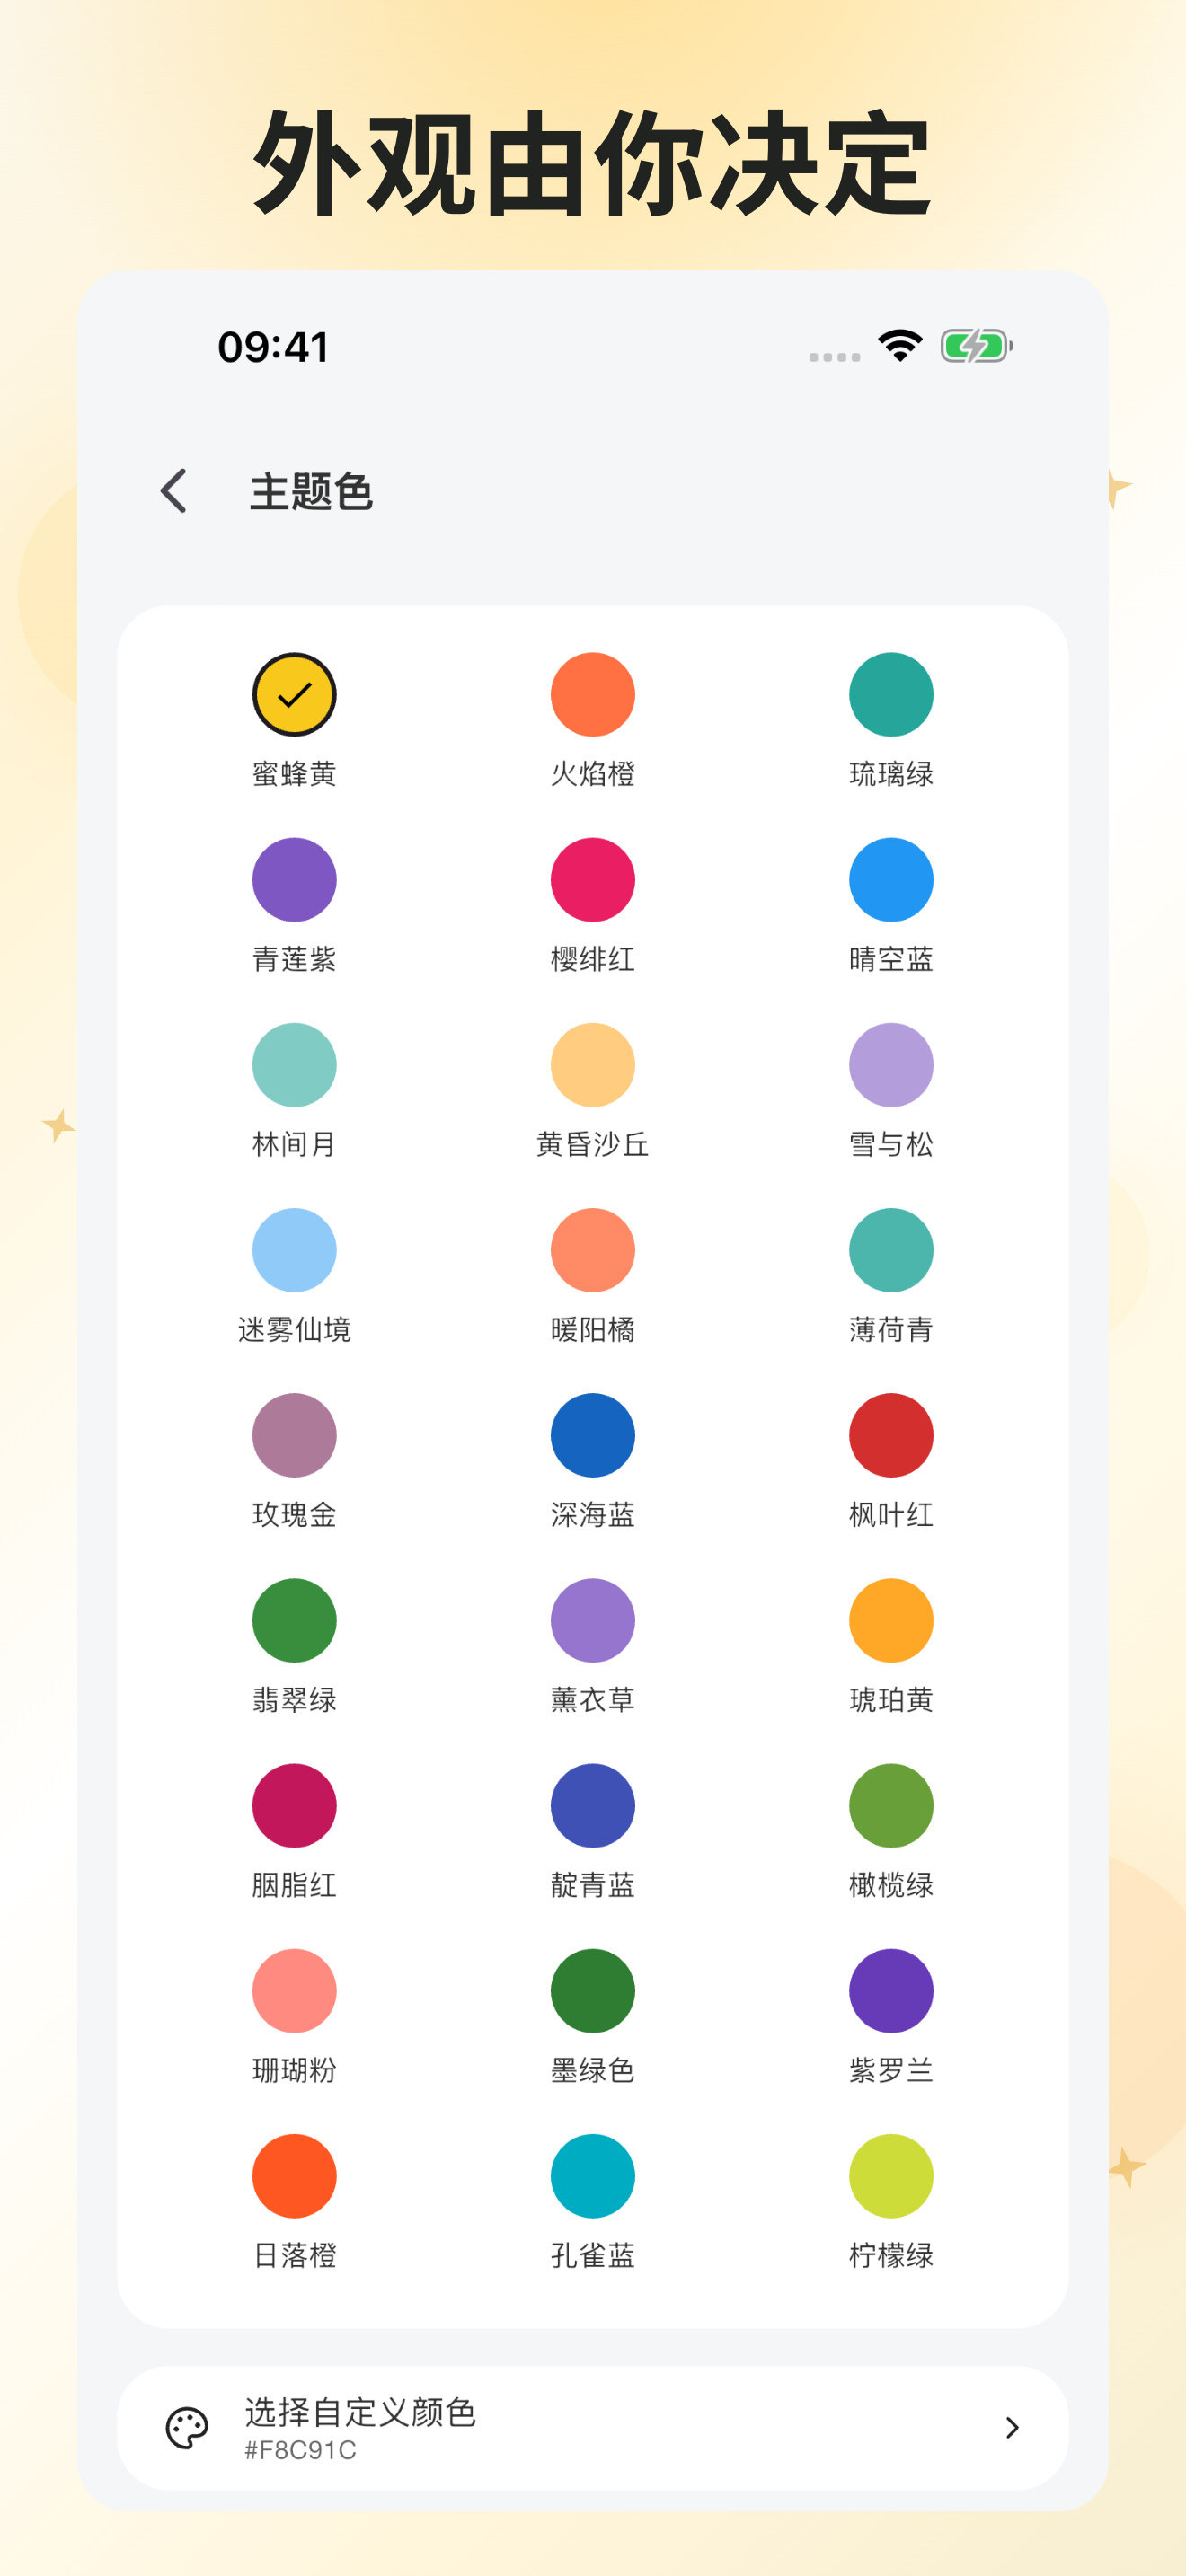 外观由你决定
09:41
主题色
蜜蜂黄 火焰橙 琉璃绿
青莲紫 樱绯红 晴空蓝
林间月 黄昏沙丘 雪与松
迷雾仙境 暖阳橘 薄荷青
玫瑰金 深海蓝 枫叶红
翡翠绿 薰衣草 琥珀黄
胭脂红 靛青蓝 橄榄绿
珊瑚粉 墨绿色 紫罗兰
日落橙 孔雀蓝 柠檬绿
选择自定义颜色
#F8C91C